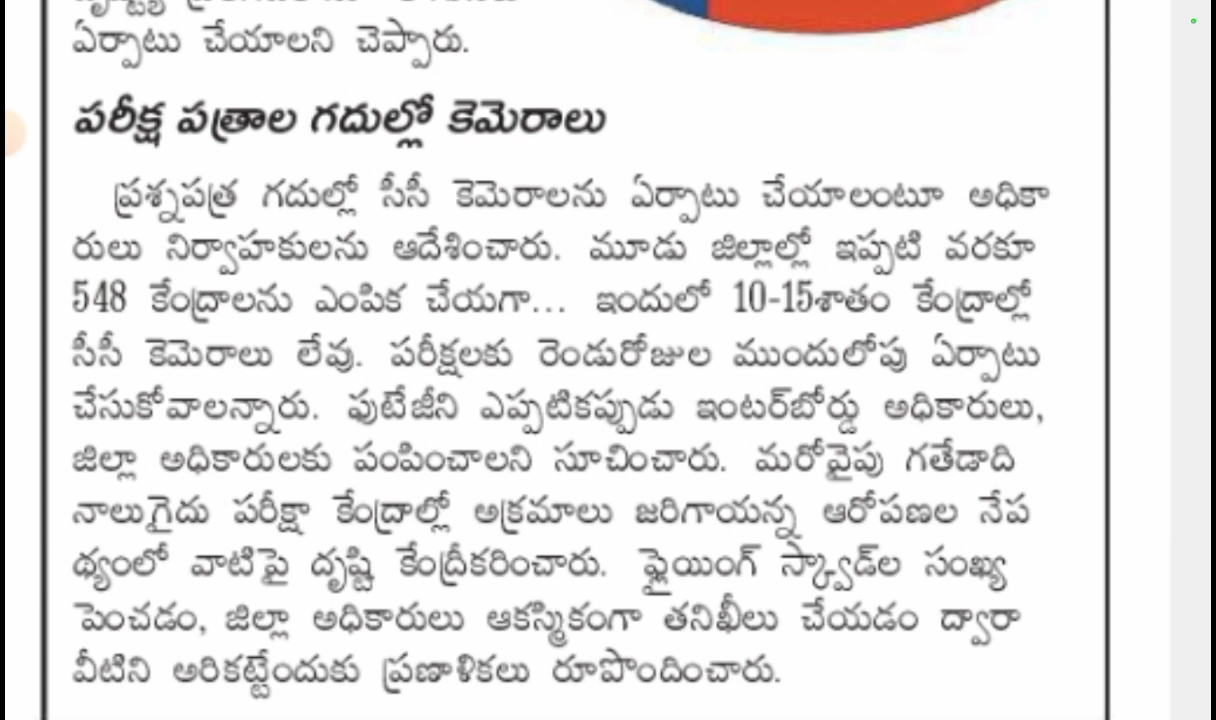 ఏర్పాటు చేయాలని చెప్పారు.
పరీక్ష పత్రాల గదుల్లో కెమెరాలు
ప్రశ్నపత్ర గదుల్లో సీసీ కెమెరాలను ఏర్పాటు చేయాలంటూ అధికా
రులు నిర్వాహకులను ఆదేశించారు. మూడు జిల్లాల్లో ఇప్పటి వరకూ
548 కేంద్రాలను ఎంపిక చేయగా... ఇందులో 10-15శాతం కేంద్రాల్లో
సీసీ కెమెరాలు లేవు. పరీక్షలకు రెండురోజుల ముందులోపు ఏర్పాటు
చేసుకోవాలన్నారు. ఫుటేజీని ఎప్పటికప్పుడు ఇంటర్‌బోర్డు అధికారులు,
జిల్లా అధికారులకు పంపించాలని సూచించారు. మరోవైపు గతేడాది
నాలుగైదు పరీక్షా కేంద్రాల్లో అక్రమాలు జరిగాయన్న ఆరోపణల నేప
థ్యంలో వాటిపై దృష్టి కేంద్రీకరించారు. ఫ్లైయింగ్ స్క్వాడ్‌ల సంఖ్య
పెంచడం, జిల్లా అధికారులు ఆకస్మికంగా తనిఖీలు చేయడం ద్వారా
వీటిని అరికట్టేందుకు ప్రణాళికలు రూపొందించారు.